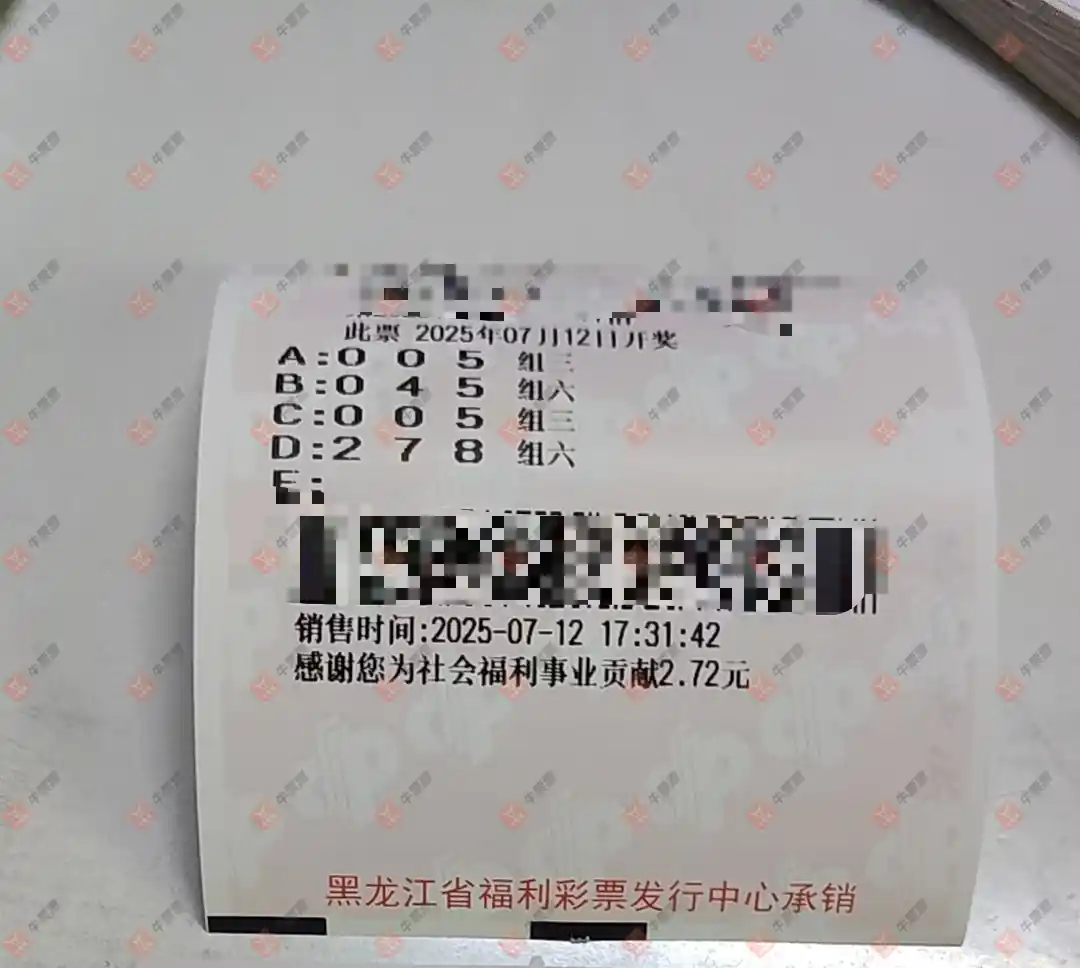 此票 2025年07月12日开奖
A:0 0 5 组三
B:0 4 5 组六
C:0 0 5 组三
D:2 7 8 组六
E:
销售时间:2025-07-12 17:31:42
感谢您为社会福利事业贡献2.72元
黑龙江省福利彩票发行中心承销